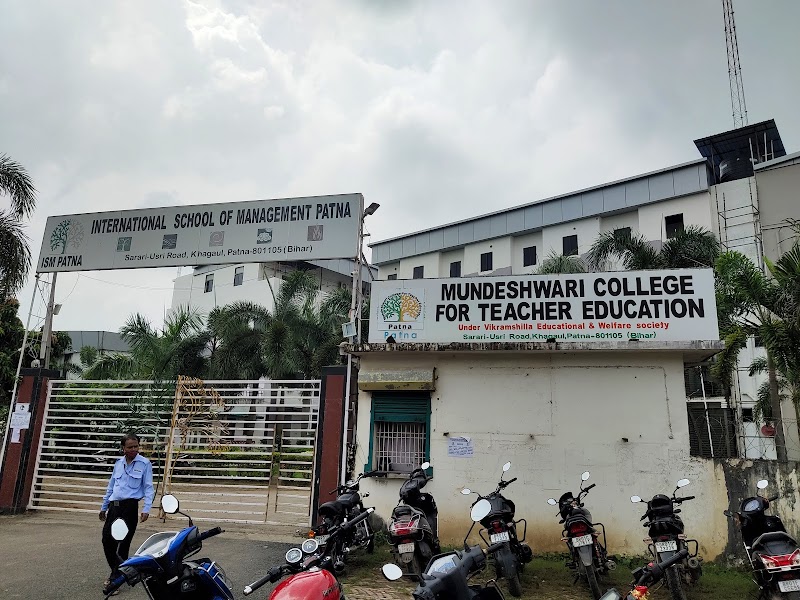 INTERNATIONAL SCHOOL OF MANAGEMENT PATNA
ISM PATNA
Sarari-Usri Road, Khagaul, Patna-801105 (Bihar)
MUNDESHWARI COLLEGE
FOR TEACHER EDUCATION
Patna
Patna
Under Vikramshilla Educational & Welfare society
Sarari-Usri Road,Khagaul,Patna-801105 (Bihar)